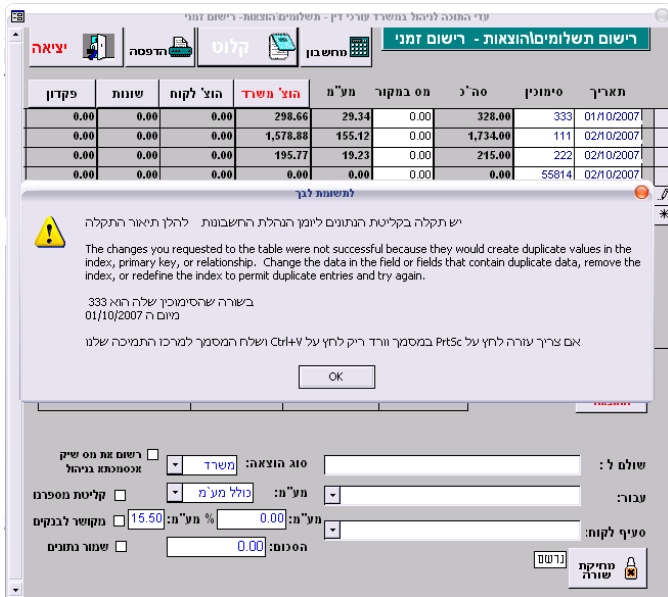 עדי התוכה לניהול במשרד עורכי דין - תשלומים\הוצאות- רישום זמני
רישום תשלומים\הוצאות - רישום זמני
מחשבון
קלוט
הדפסה
יציאה
תאריך סימוכין סה`כ מס במקור מע"מ הוצ' משרד הוצ' לקוח שונות פקדון
01/10/2007 333 328.00 0.00 29.34 298.66 0.00 0.00 0.00
02/10/2007 111 1,734.00 0.00 155.12 1,578.88 0.00 0.00 0.00
02/10/2007 222 215.00 0.00 19.23 195.77 0.00 0.00 0.00
02/10/2007 55814 0.00 0.00 0.00 0.00 0.00 0.00 0.00
לתשומת לבך
יש תקלה בקליטת הנתונים ליומן הנהלת החשבונות להלן תיאור התקלה
The changes you requested to the table were not successful because they would create duplicate values in the
index, primary key, or relationship. Change the data in the field or fields that contain duplicate data, remove the
index, or redefine the index to permit duplicate entries and try again.
בשורה שהסימוכין שלה הוא 333
מיום ה 01/10/2007
אם צריך עזרה לחץ על PrtSc במסמך וורד ריק לחץ על Ctrl+V ושלח המסמך למרכז התמיכה שלנו
OK
שולם ל :
סוג הוצאה: משרד
רשום את מס שיק
אכסמכתא בניהול
עבור:
מע"מ: כולל מע`מ
קליטת מספרנו
מע"מ: 0.00 % מע"מ: 15.50
מקושר לבנקים
סעיף לקוח:
הסכום: 0.00
שמור נתונים
נרשם
מחיקת
שורה